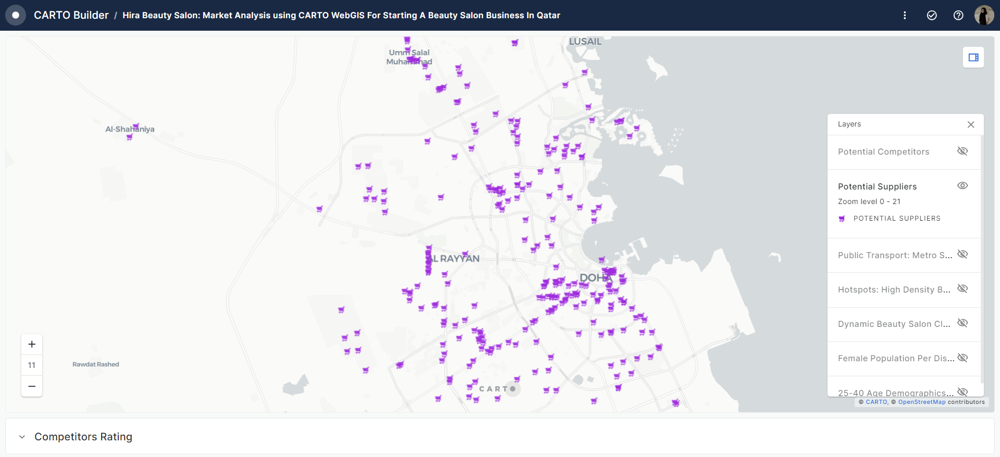 CARTO Builder / Hira Beauty Salon: Market Analysis using CARTO WebGIS For Starting A Beauty Salon Business In Qatar
LUSAIL
Umm Salal
Muhammad
Al-Shahaniya
AL RAYYAN
DOHA
Rawdat Rashed
+
11
−
CARTO
Layers
Potential Competitors
Potential Suppliers
Zoom level 0 - 21
POTENTIAL SUPPLIERS
Public Transport: Metro S...
Hotspots: High Density B...
Dynamic Beauty Salon Cl...
Female Population Per Dis...
25-40 Age Demographics...
© CARTO, © OpenStreetMap contributors
Competitors Rating